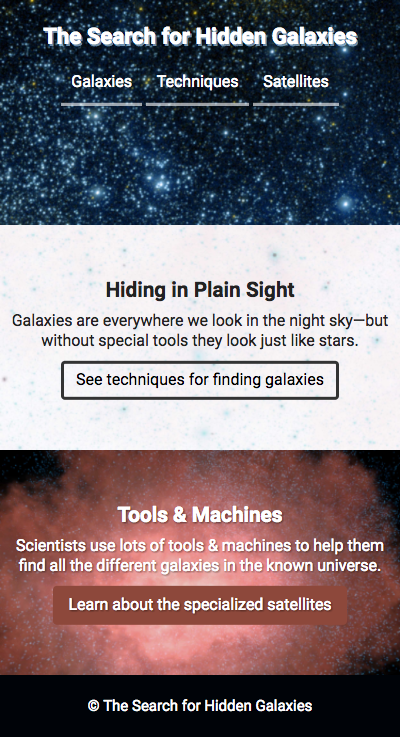 The Search for Hidden Galaxies
Galaxies Techniques Satellites
Hiding in Plain Sight
Galaxies are everywhere we look in the night sky—but
without special tools they look just like stars.
See techniques for finding galaxies
Tools & Machines
Scientists use lots of tools & machines to help them
find all the different galaxies in the known universe.
Learn about the specialized satellites
© The Search for Hidden Galaxies